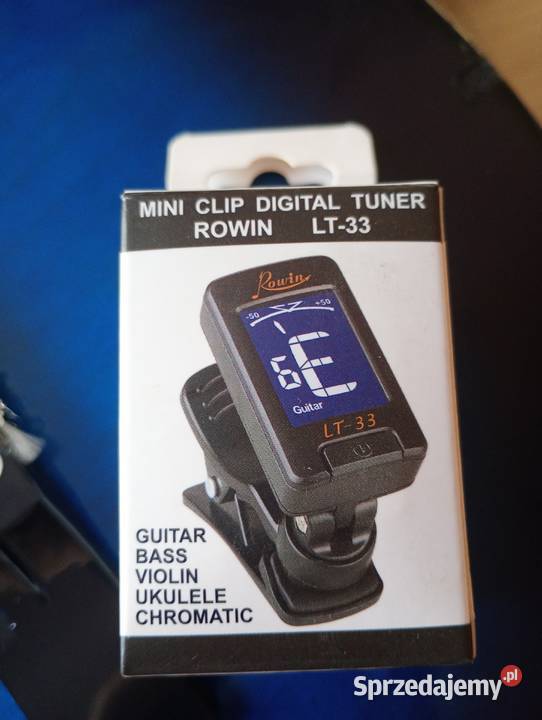 MINI CLIP DIGITAL TUNER
ROWIN LT-33
Rowin
-50 +50
6E
Guitar
LT-33
GUITAR
BASS
VIOLIN
UKULELE
CHROMATIC
Sprzedajemy.pl